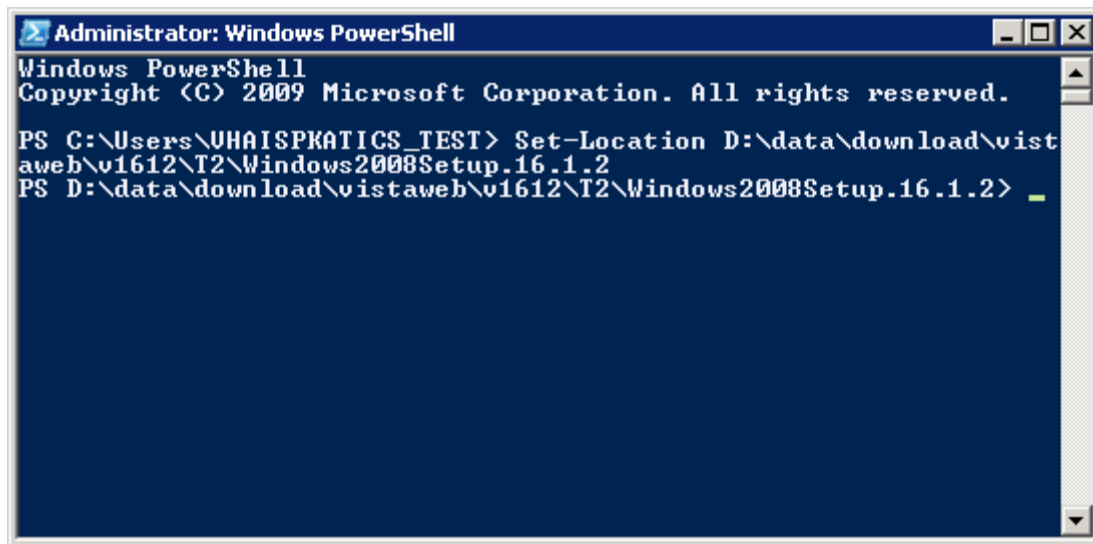 Administrator: Windows PowerShell
Windows PowerShell
Copyright (C) 2009 Microsoft Corporation. All rights reserved.
PS C:\Users\VHAISPKATICS_TEST> Set-Location D:\data\download\vist
aweb\v1612\T2\Windows2008Setup.16.1.2
PS D:\data\download\vistaweb\v1612\T2\Windows2008Setup.16.1.2> _